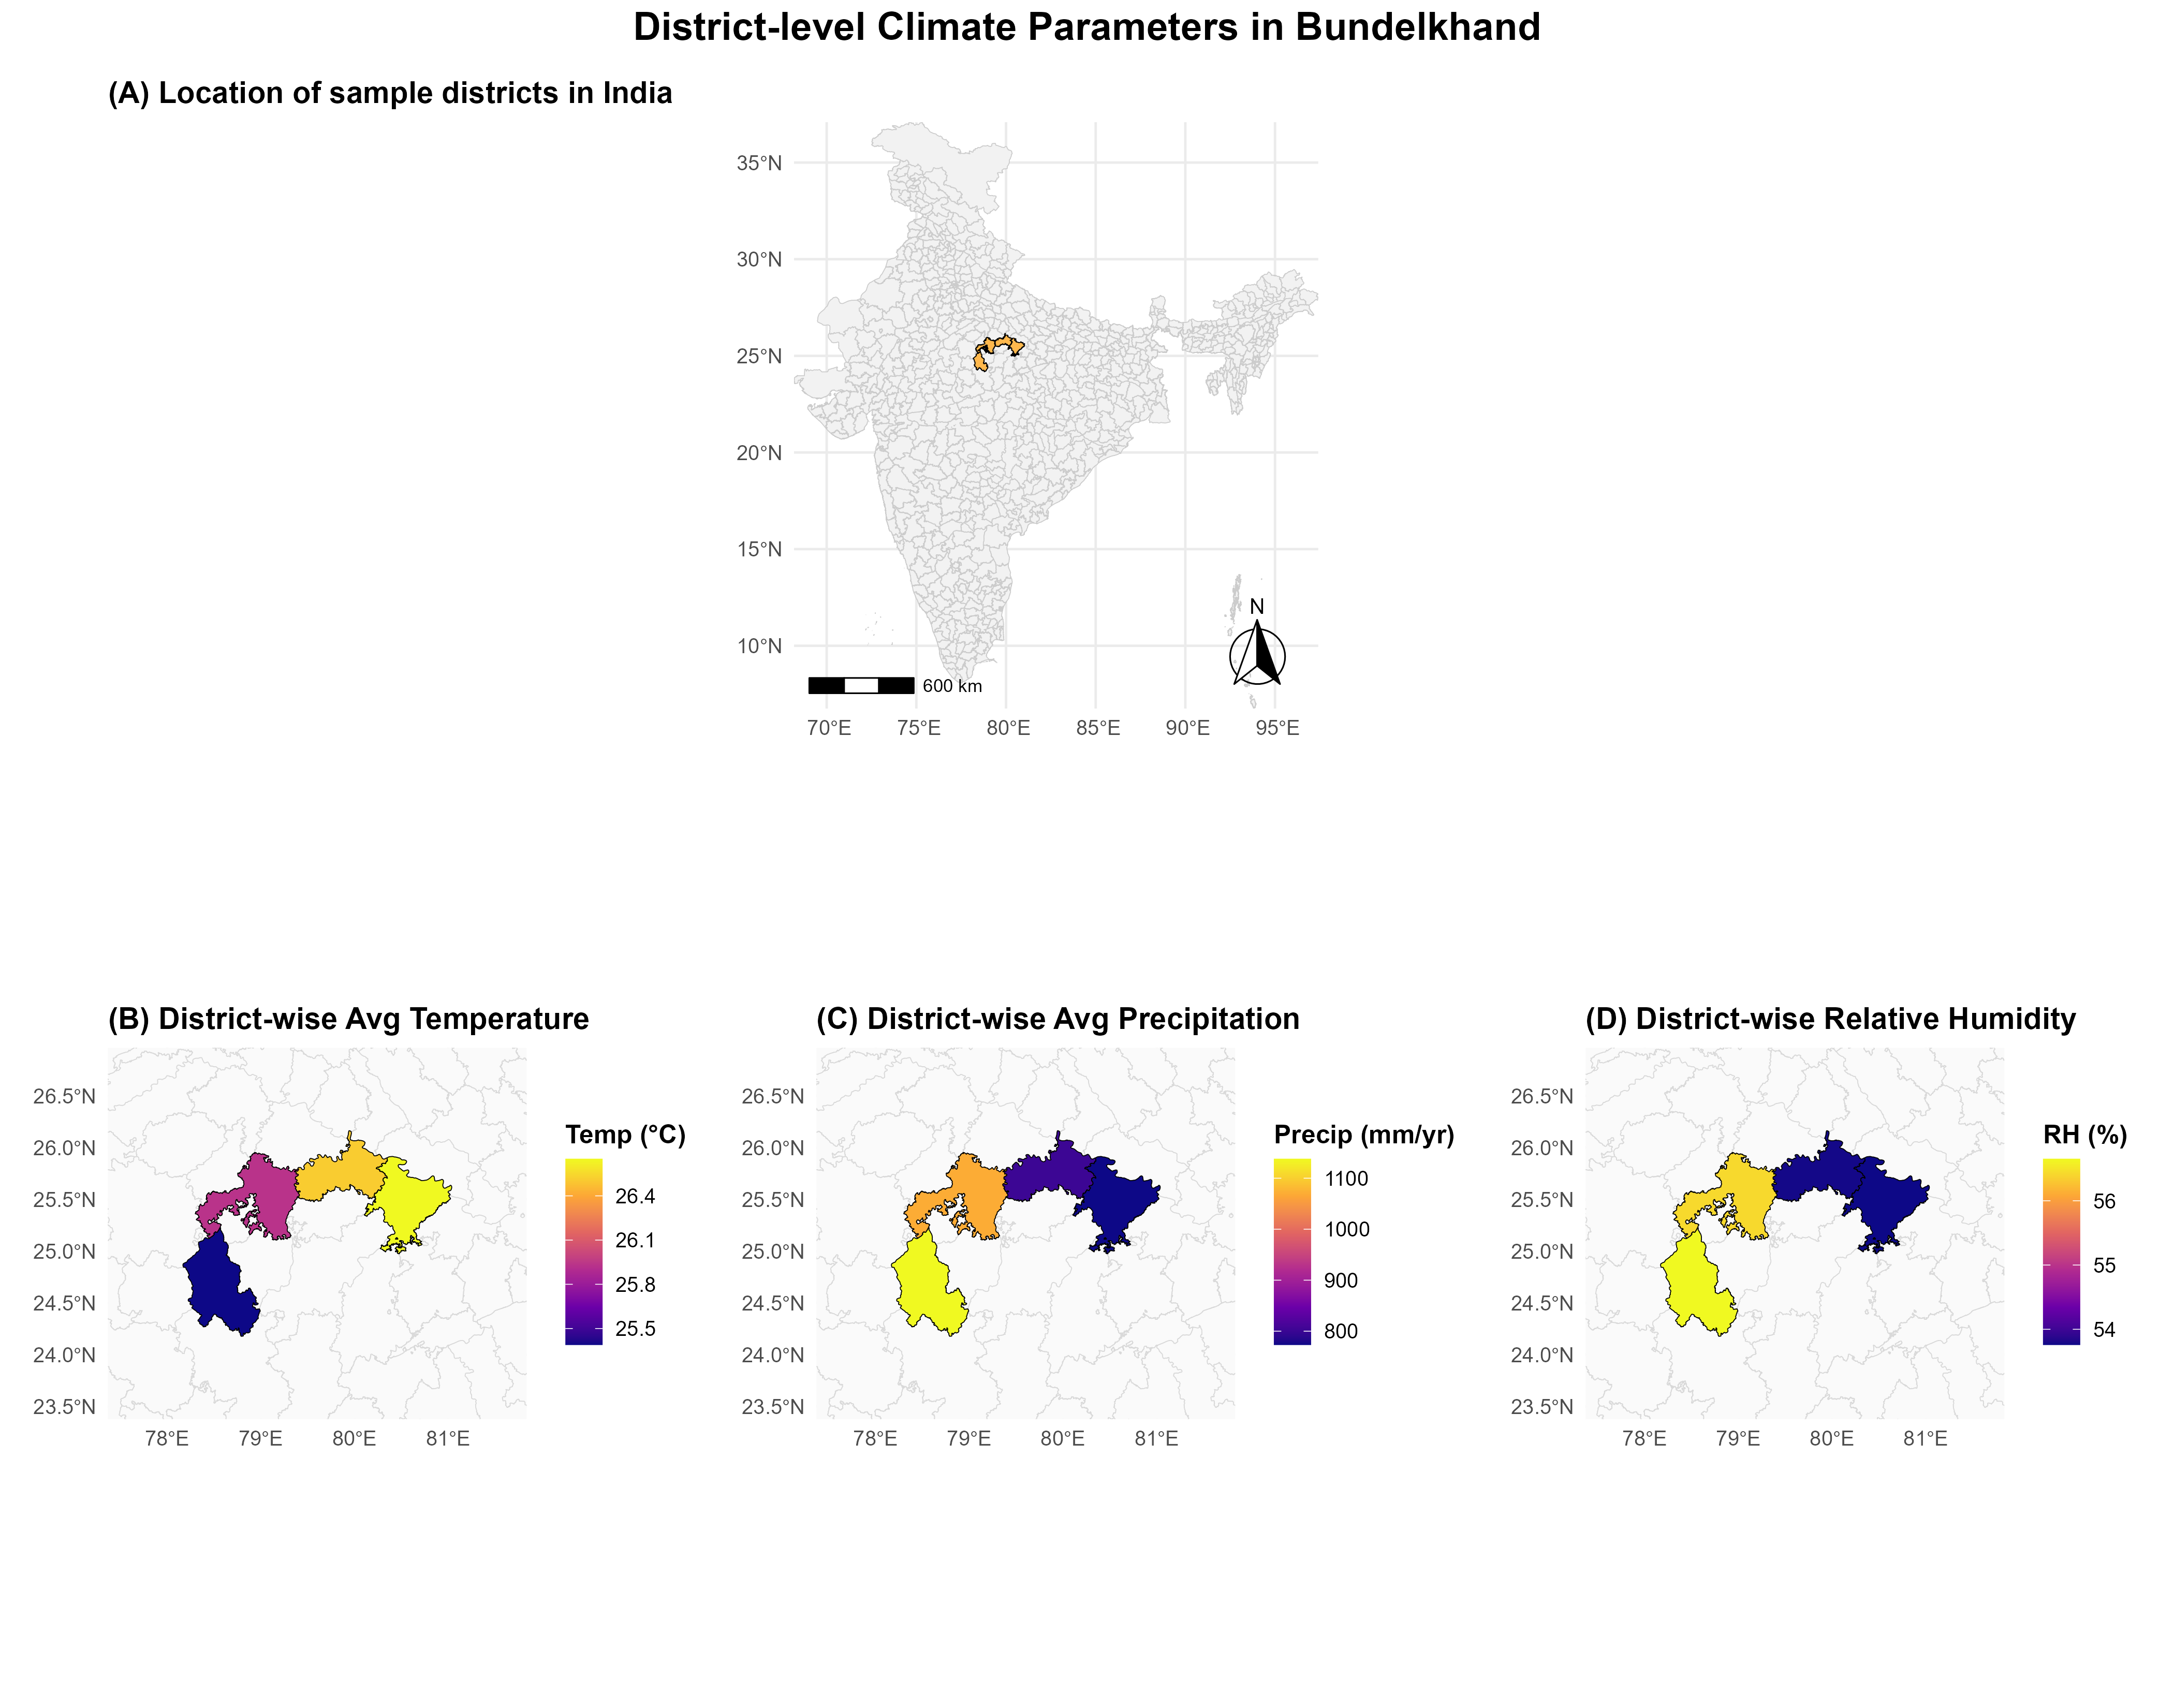 District-level Climate Parameters in Bundelkhand
(A) Location of sample districts in India
35°N
30°N
25°N
20°N
15°N
10°N
N
600 km
70°E 75°E 80°E 85°E 90°E 95°E
(B) District-wise Avg Temperature
26.5°N
26.0°N
25.5°N
25.0°N
24.5°N
24.0°N
23.5°N
78°E 79°E 80°E 81°E
Temp (°C)
26.4
26.1
25.8
25.5
(C) District-wise Avg Precipitation
26.5°N
26.0°N
25.5°N
25.0°N
24.5°N
24.0°N
23.5°N
78°E 79°E 80°E 81°E
Precip (mm/yr)
1100
1000
900
800
(D) District-wise Relative Humidity
26.5°N
26.0°N
25.5°N
25.0°N
24.5°N
24.0°N
23.5°N
78°E 79°E 80°E 81°E
RH (%)
56
55
54